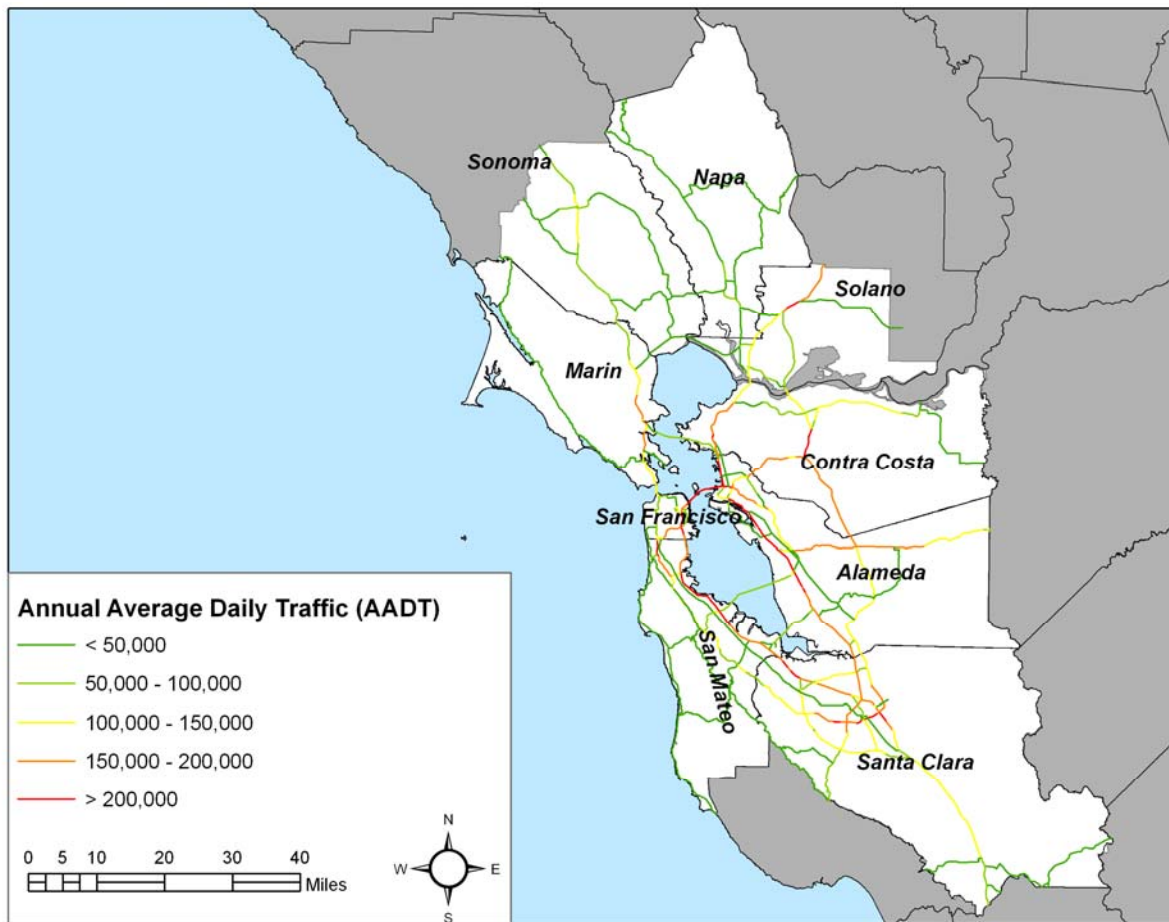 Sonoma
Napa
Solano
Marin
Contra Costa
San Francisco
Alameda
San Mateo
Santa Clara
Annual Average Daily Traffic (AADT)
< 50,000
50,000 - 100,000
100,000 - 150,000
150,000 - 200,000
> 200,000
0 5 10 20 30 40
Miles
N
W E
S